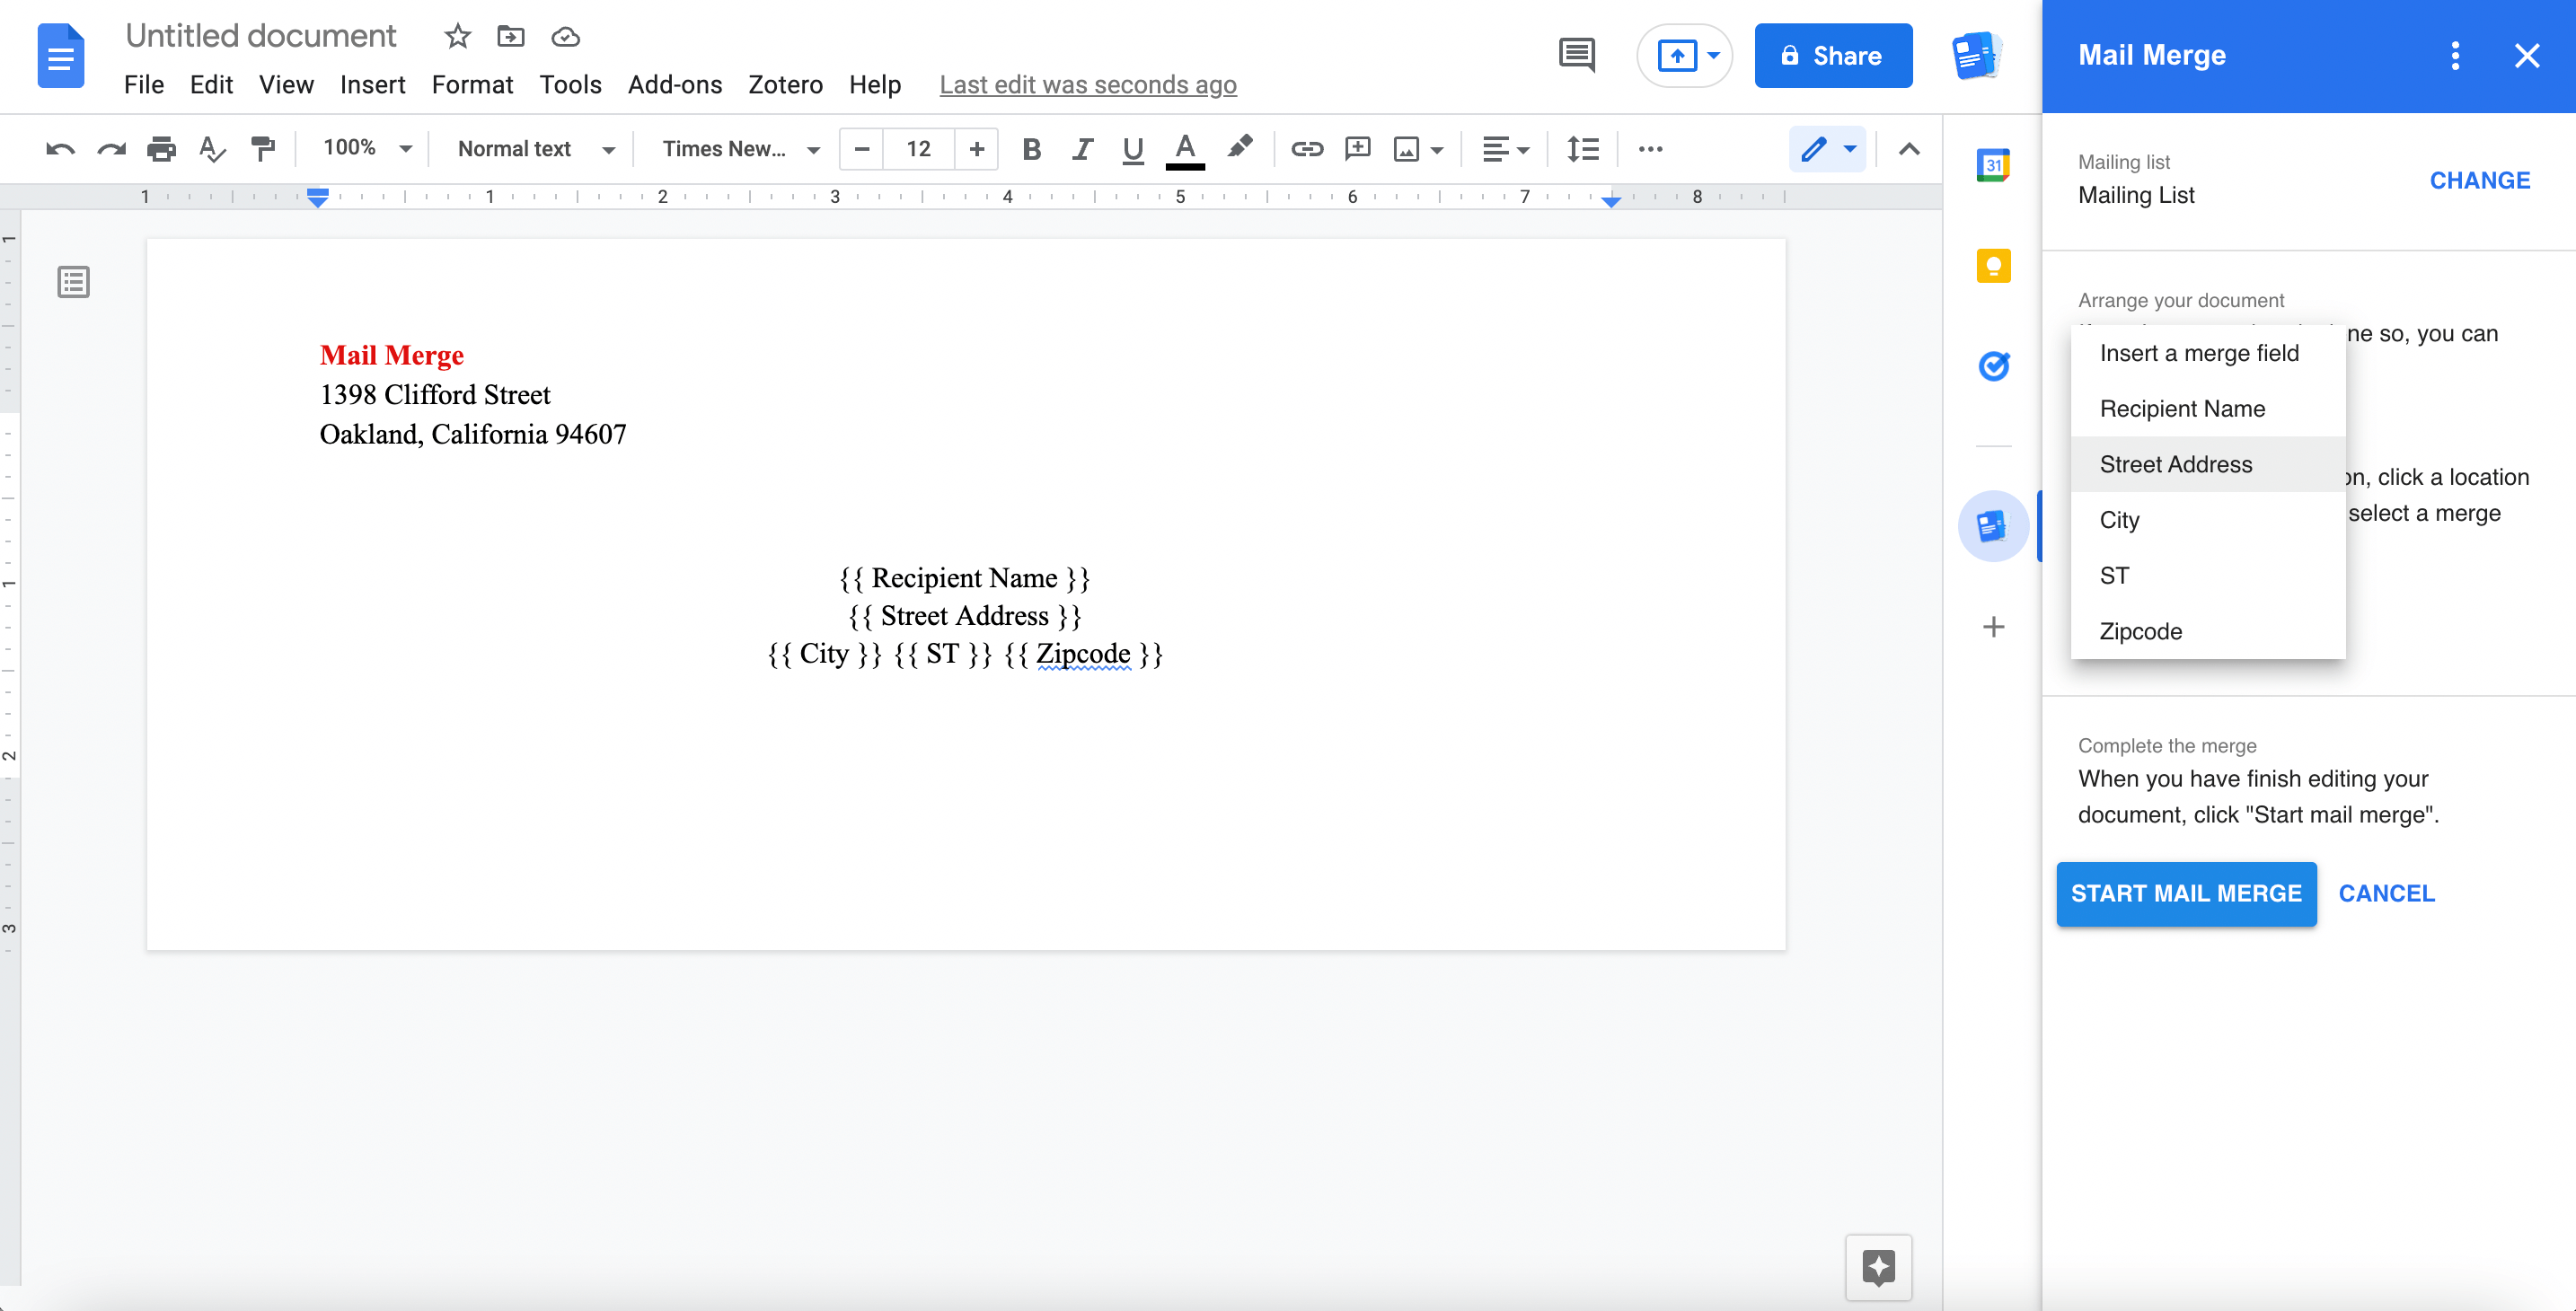 Untitled document
File Edit View Insert Format Tools Add-ons Zotero Help Last edit was seconds ago
Share
Mail Merge
100% Normal text Times New... 12 B I U A
1 1 2 3 4 5 6 7 8
31
Mailing list
Mailing List
CHANGE
Arrange your document
ne so, you can
Insert a merge field
Recipient Name
Street Address
on, click a location
select a merge
City
ST
Zipcode
1
1
2
3
Mail Merge
1398 Clifford Street
Oakland, California 94607
{{ Recipient Name }}
{{ Street Address }}
{{ City }} {{ ST }} {{ Zipcode }}
Complete the merge
When you have finish editing your
document, click "Start mail merge".
START MAIL MERGE CANCEL